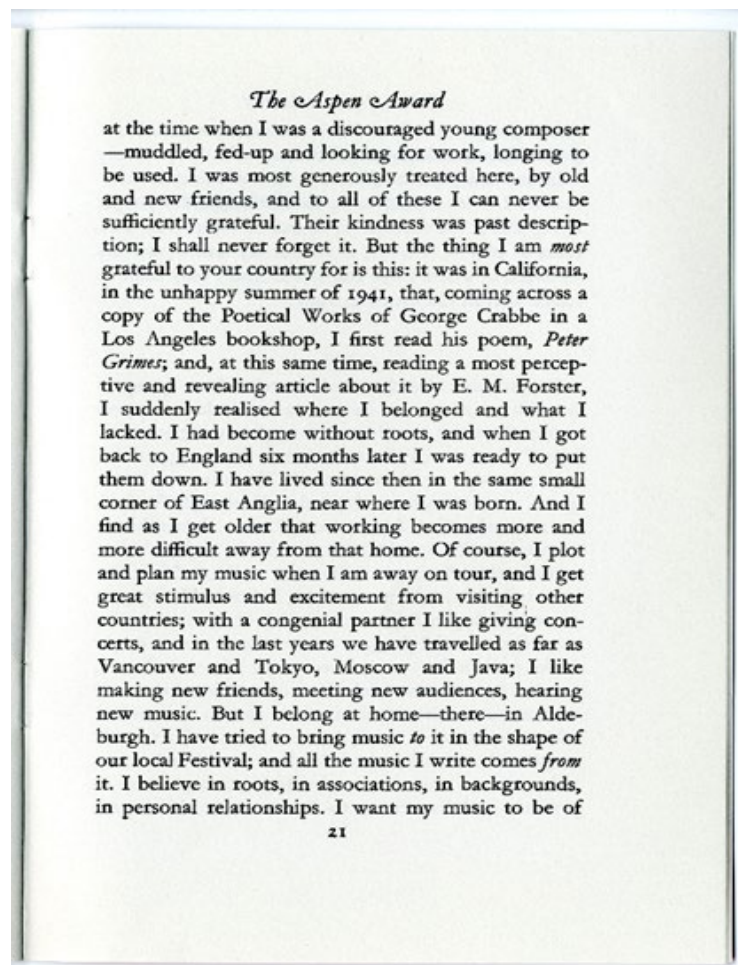 The Aspen Award
at the time when I was a discouraged young composer
—muddled, fed-up and looking for work, longing to
be used. I was most generously treated here, by old
and new friends, and to all of these I can never be
sufficiently grateful. Their kindness was past descrip-
tion; I shall never forget it. But the thing I am most
grateful to your country for is this: it was in California,
in the unhappy summer of 1941, that, coming across a
copy of the Poetical Works of George Crabbe in a
Los Angeles bookshop, I first read his poem, Peter
Grimes; and, at this same time, reading a most percep-
tive and revealing article about it by E. M. Forster,
I suddenly realised where I belonged and what I
lacked. I had become without roots, and when I got
back to England six months later I was ready to put
them down. I have lived since then in the same small
corner of East Anglia, near where I was born. And I
find as I get older that working becomes more and
more difficult away from that home. Of course, I plot
and plan my music when I am away on tour, and I get
great stimulus and excitement from visiting other
countries; with a congenial partner I like giving con-
certs, and in the last years we have travelled as far as
Vancouver and Tokyo, Moscow and Java; I like
making new friends, meeting new audiences, hearing
new music. But I belong at home—there—in Alde-
burgh. I have tried to bring music to it in the shape of
our local Festival; and all the music I write comes from
it. I believe in roots, in associations, in backgrounds,
in personal relationships. I want my music to be of
21